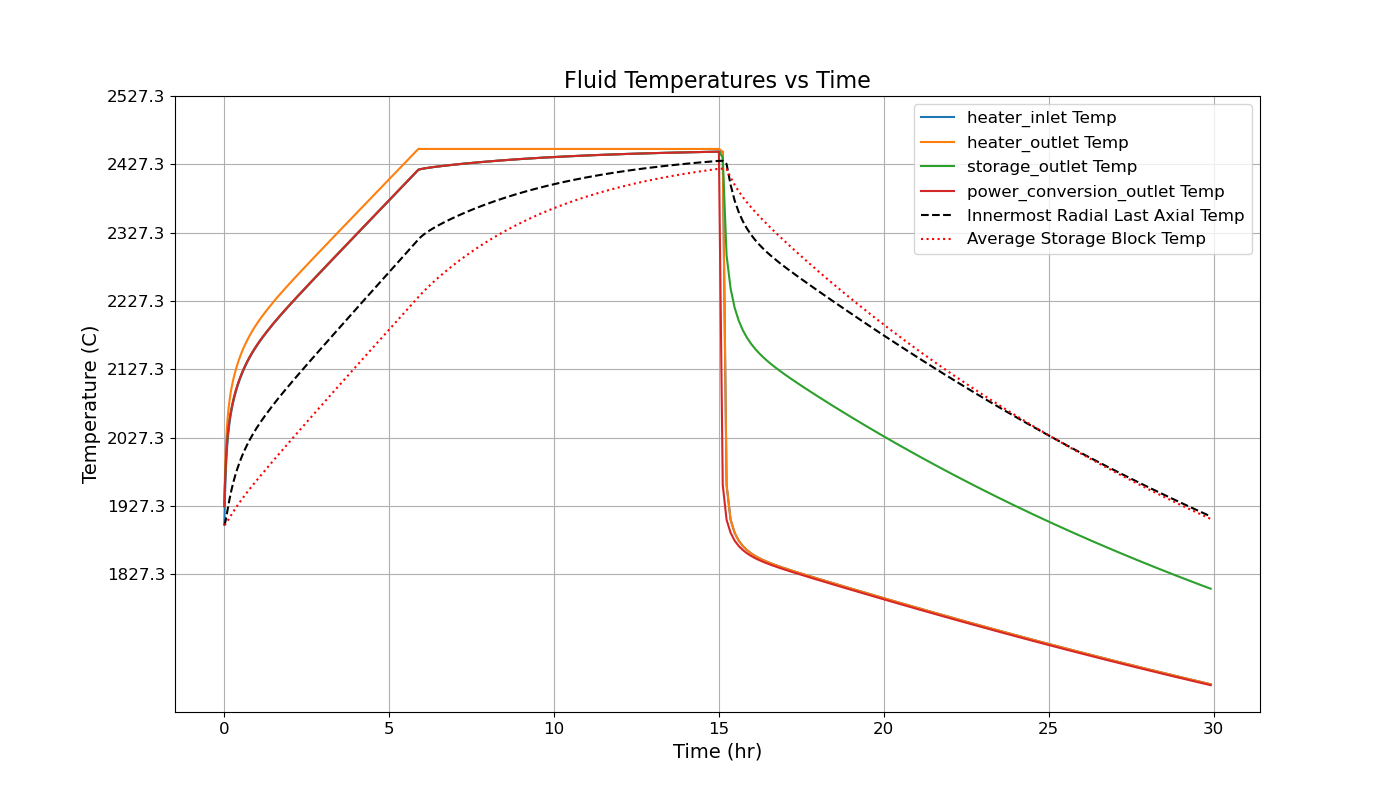 Fluid Temperatures vs Time
Temperature (C)
2527.3
2427.3
2327.3
2227.3
2127.3
2027.3
1927.3
1827.3
heater_inlet Temp
heater_outlet Temp
storage_outlet Temp
power_conversion_outlet Temp
Innermost Radial Last Axial Temp
Average Storage Block Temp
0 5 10 15 20 25 30
Time (hr)